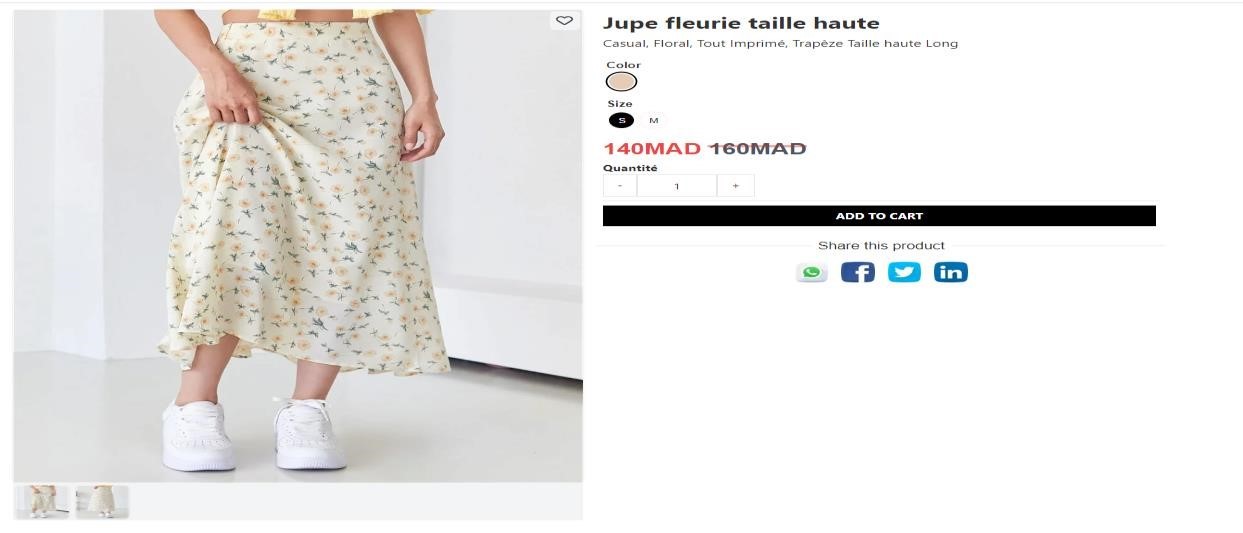 Jupe fleurie taille haute
Casual, Floral, Tout Imprimé, Trapèze Taille haute Long
Color
Size
S M
140MAD 160MAD
Quantité
- 1 +
ADD TO CART
Share this product